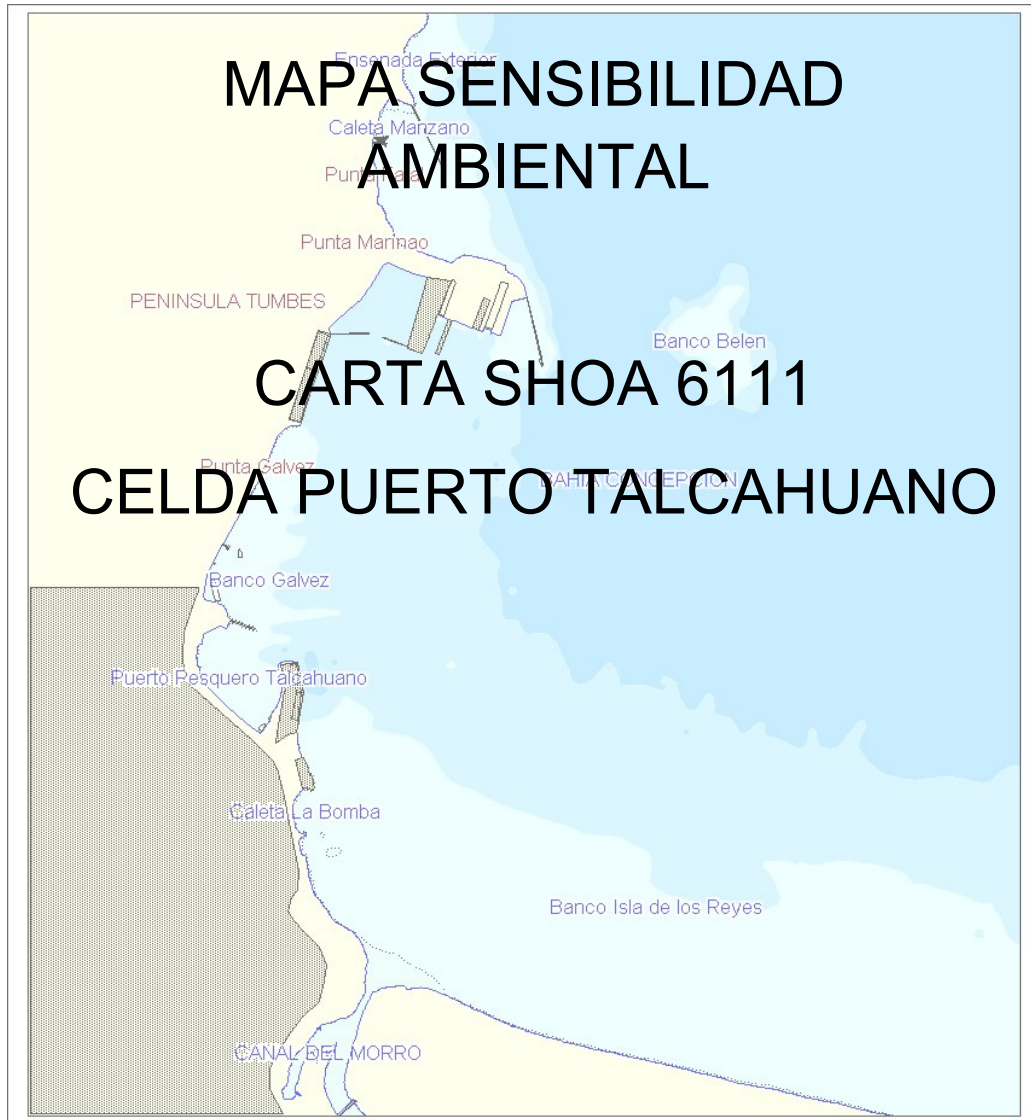 Ensenada Exterior
MAPA SENSIBILIDAD
Caleta Manzano
AMBIENTAL
Punta
Punta Marinao
PENINSULA TUMBES
Banco Belen
CARTA SHOA 6111
Punta Galvez
BAHIA CONCEPCION
CELDA PUERTO TALCAHUANO
Banco Galvez
Puerto Pesquero Talcahuano
Caleta La Bomba
Banco Isla de los Reyes
CANAL DEL MORRO